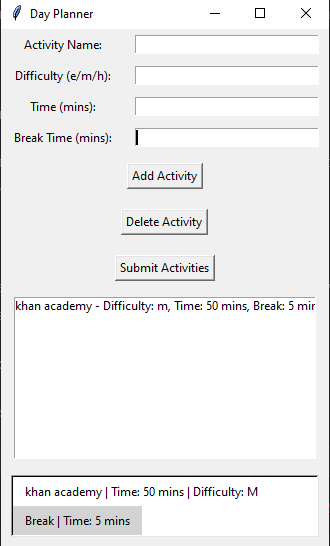 Day Planner
Activity Name:
Difficulty (e/m/h):
Time (mins):
Break Time (mins):
Add Activity
Delete Activity
Submit Activities
khan academy - Difficulty: m, Time: 50 mins, Break: 5 min
khan academy | Time: 50 mins | Difficulty: M
Break | Time: 5 mins